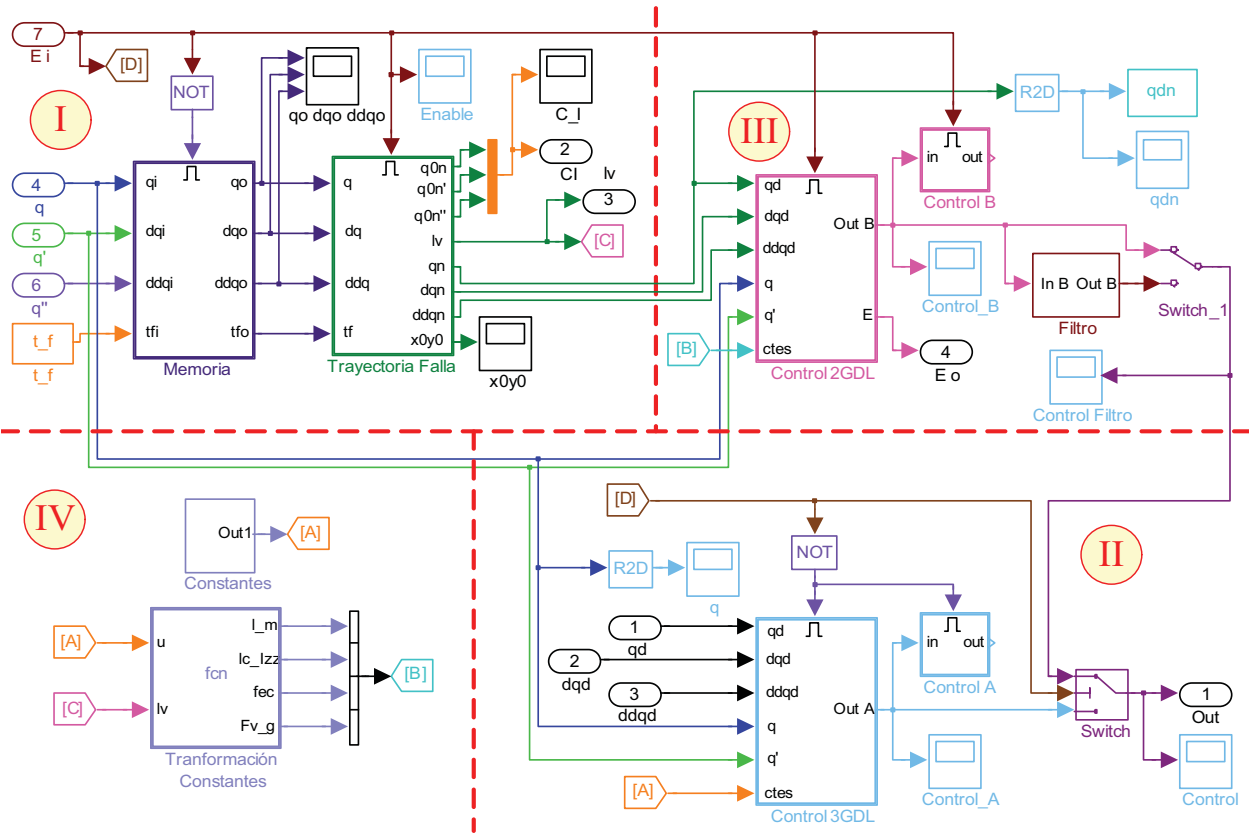 7
E i
[D]
I
NOT
qo dqo ddqo
Enable
C_I
2
CI
Iv
3
[C]
4
q
5
q'
6
q''
t_f
t_f
qi
dqi
ddqi
tfi
qo
dqo
ddqo
tfo
Memoria
q
dq
ddq
tf
q0n
q0n'
q0n''
Iv
qn
dqn
ddqn
x0y0
Trayectoria Falla
x0y0
III
[B]
qd
dqd
ddqd
q
q'
ctes
Out B
E
Control 2GDL
4
E o
in
out
Control B
Control_B
R2D
qdn
qdn
In B
Out B
Filtro
Switch_1
Control Filtro
IV
Out1
Constantes
[A]
[A]
[C]
u
Iv
fcn
I_m
Ic_Izz
fec
Fv_g
Tranformación
Constantes
[B]
II
[D]
NOT
R2D
q
1
qd
2
dqd
3
ddqd
[A]
qd
dqd
ddqd
q
q'
ctes
Out A
Control 3GDL
in
out
Control A
Control_A
Switch
1
Out
Control